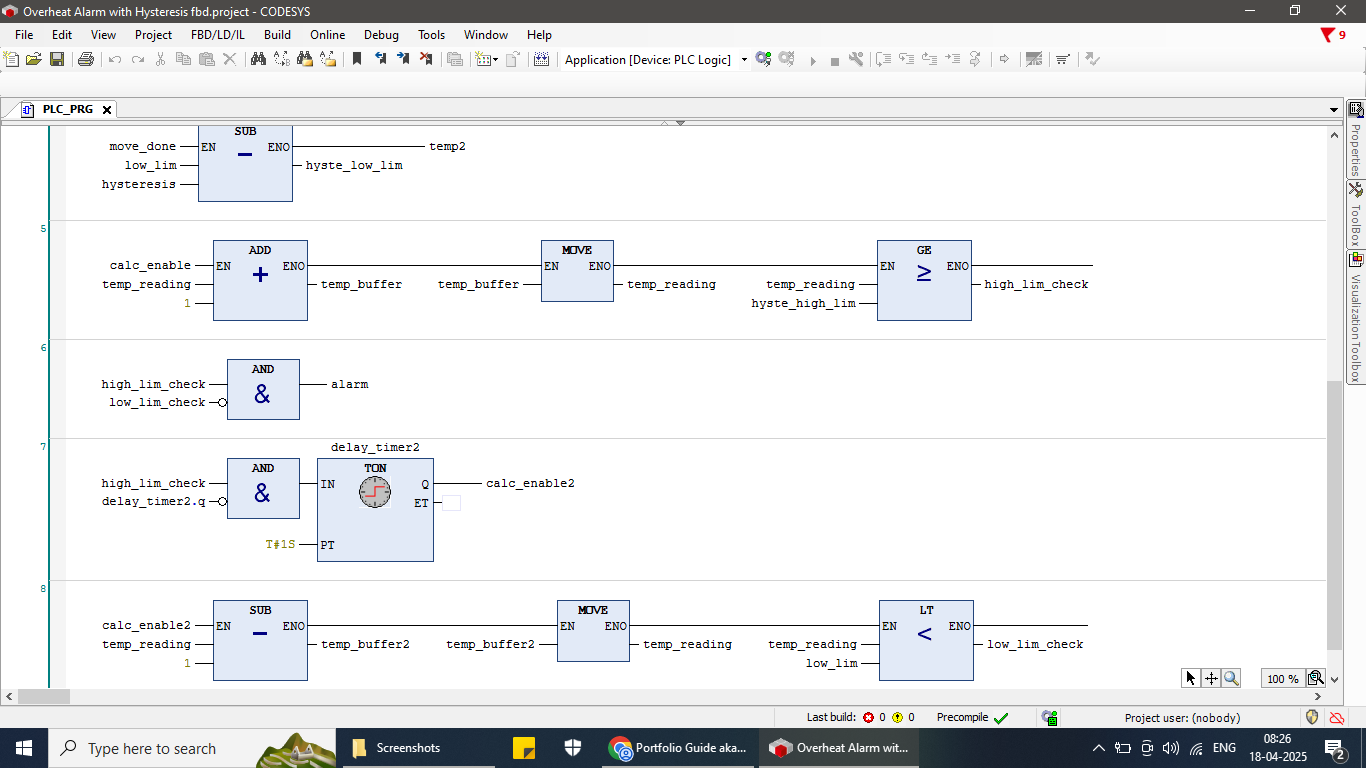 Overheat Alarm with Hysteresis fbd.project - CODESYS
File Edit View Project FBD/LD/IL Build Online Debug Tools Window Help
9
Application [Device: PLC Logic]
PLC_PRG
SUB
move_done EN ENO temp2
low_lim hyste_low_lim
hysteresis
5
ADD MOVE GE
calc_enable EN ENO EN ENO EN ENO
temp_reading + temp_buffer temp_buffer temp_reading temp_reading ≥ high_lim_check
1 hyste_high_lim
6
AND
high_lim_check & alarm
low_lim_check
7
delay_timer2
AND TON
high_lim_check & IN Q calc_enable2
delay_timer2.q ET
T#1S PT
8
SUB MOVE LT
calc_enable2 EN - ENO EN ENO EN < ENO
temp_reading temp_buffer2 temp_buffer2 temp_reading temp_reading low_lim_check
1 low_lim
100 %
Properties
ToolBox
Visualization Toolbox
Last build: 0 0 Precompile Project user: (nobody)
Type here to search Screenshots Portfolio Guide aka... Overheat Alarm wit... ENG 08:26
18-04-2025
2